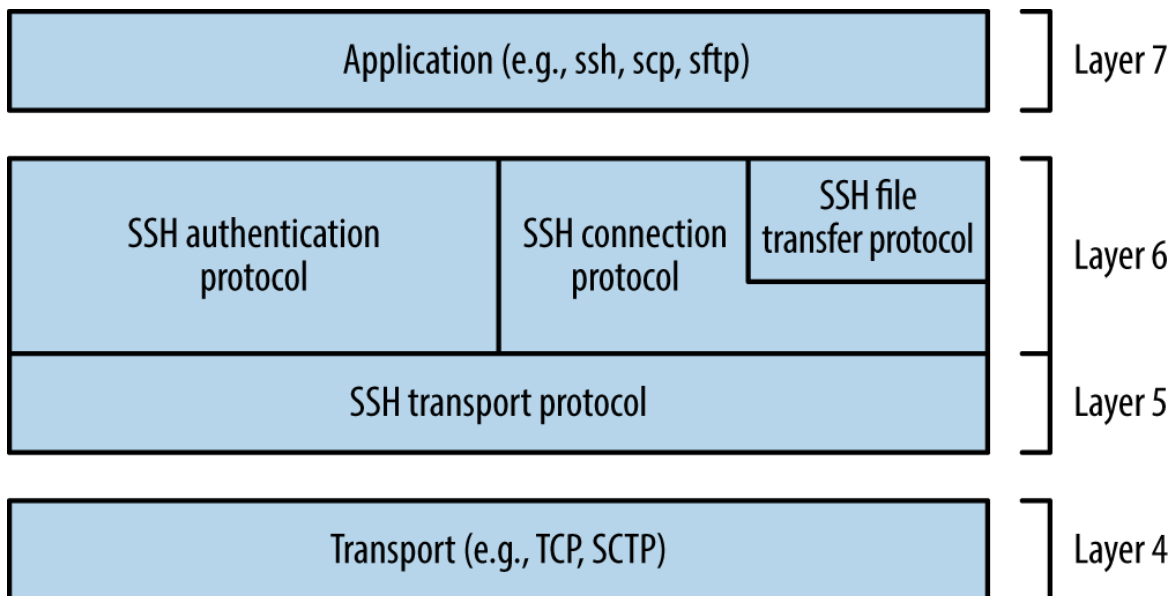 Application (e.g., ssh, scp, sftp)
Layer 7
SSH authentication
protocol
SSH connection
protocol
SSH file
transfer protocol
Layer 6
SSH transport protocol
Layer 5
Transport (e.g., TCP, SCTP)
Layer 4